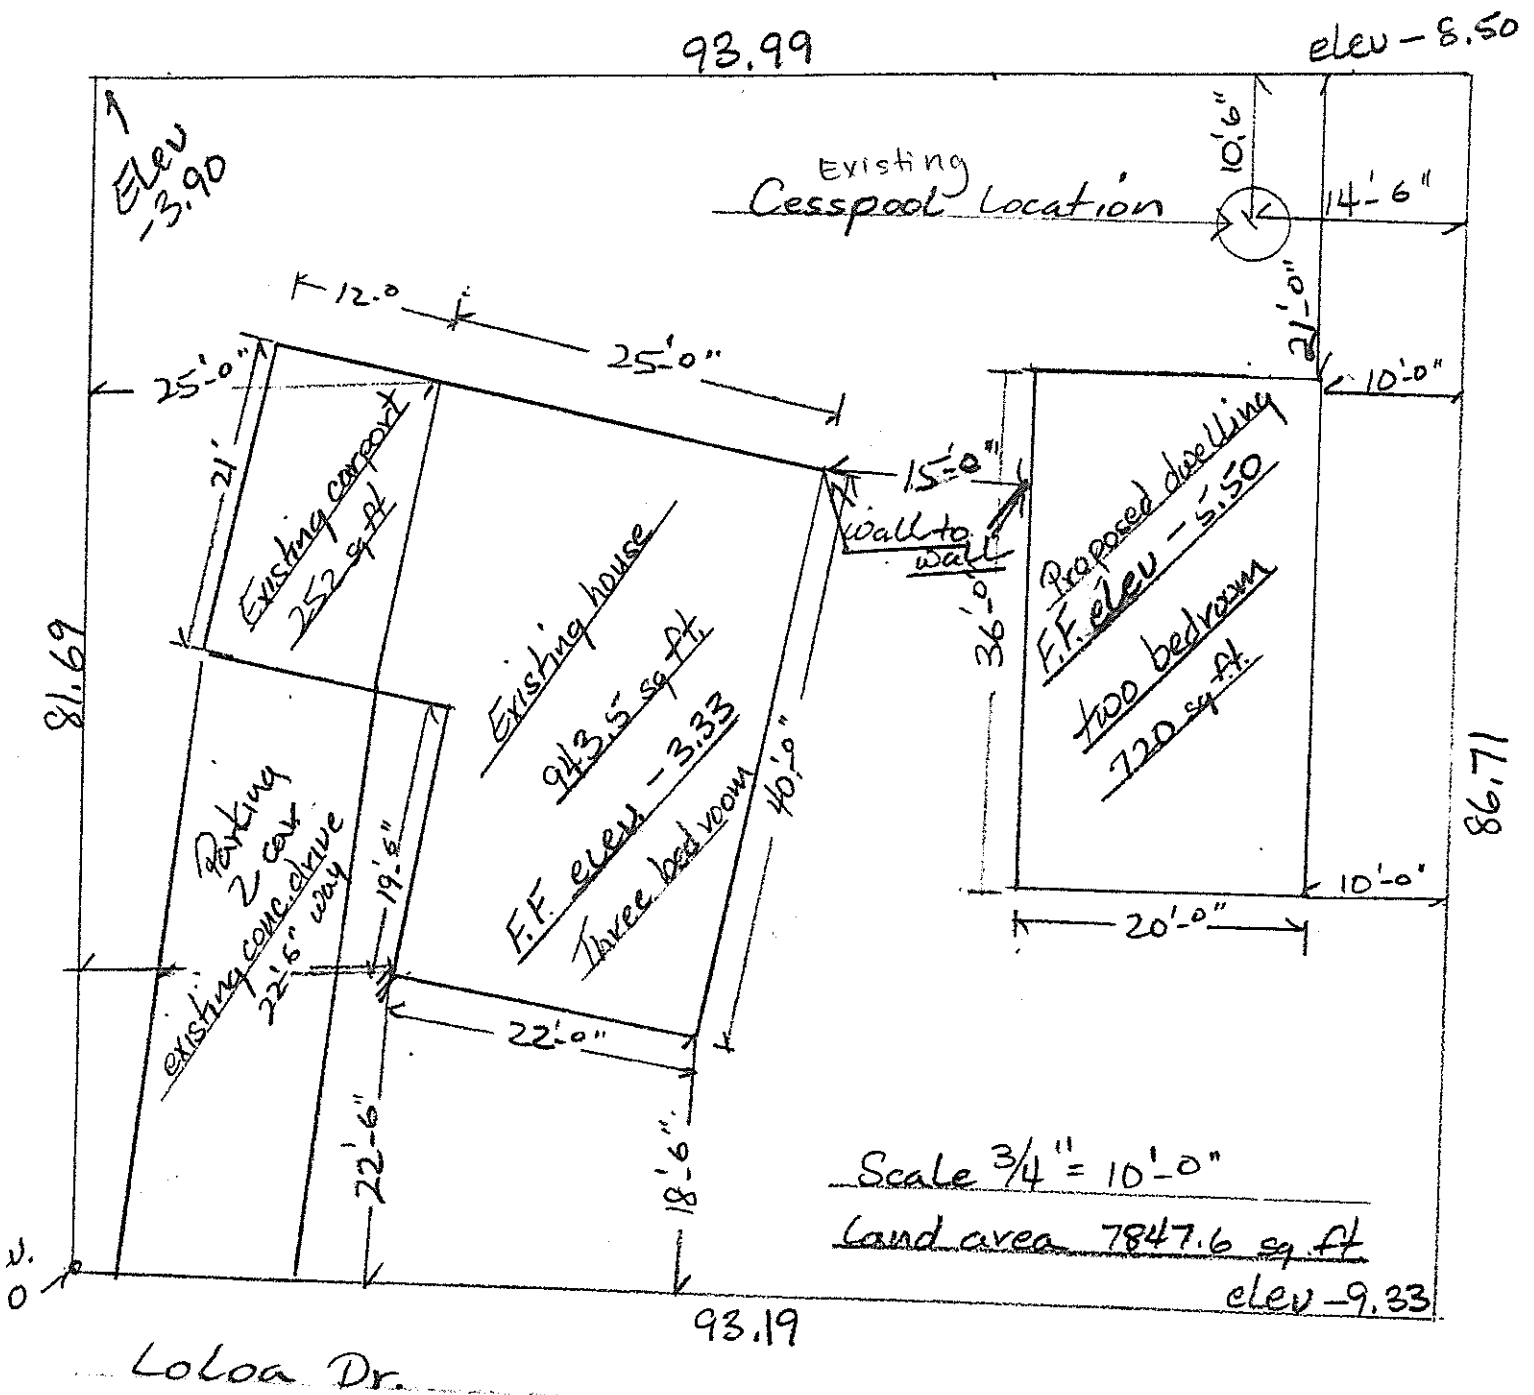 93.99
elev - 8.50
Elev
-3.90
Existing
Cesspool Location
10'6"
14'-6"
21'-0"
12-0
25'-0"
25'-0"
21'
Existing carport
252 sq ft
15'-0"
wall to
wall
10'-0"
Proposed dwelling
F.F. elev - 5.50
two bedroom
720 sq. ft.
36'-0"
Existing house
943.5 sq ft.
F.F. elev. - 3.33
Three bedroom
40'-0"
81.69
86.71
Parking
2 car
existing conc. drive
way
22'-6"
19'-6"
22'-0"
10'-0"
20'-0"
22'-6"
18'-6"
Scale 3/4" = 10'-0"
Land area 7847.6 sq ft
elev -9.33
v.
0
93.19
LoLoa Dr.